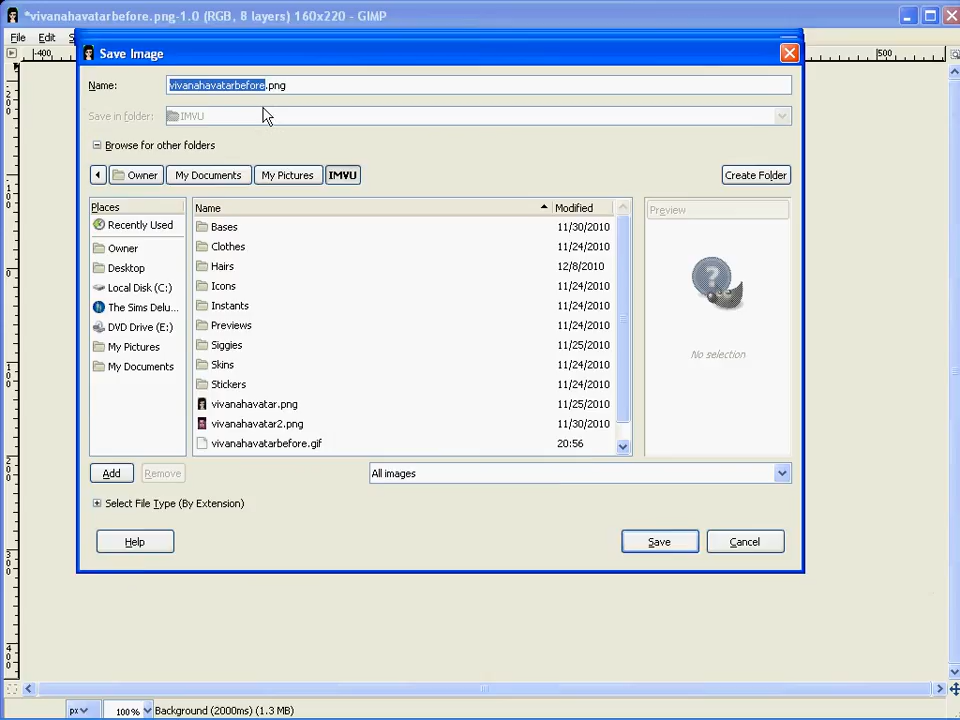 *vivanahavatarbefore.png-1.0 (RGB, 8 layers) 160x220 – GIMP
File Edit S
Save Image
Name: vivanahavatarbefore.png
Save in folder: IMVU
Browse for other folders
Owner My Documents My Pictures IMVU Create Folder
Places Name Modified Preview
Recently Used
Owner
Desktop
Local Disk (C:)
The Sims Delu...
DVD Drive (E:)
My Pictures
My Documents
Bases 11/30/2010
Clothes 11/24/2010
Hairs 12/8/2010
Icons 11/24/2010
Instants 11/24/2010
Previews 11/24/2010
Siggies 11/25/2010
Skins 11/24/2010
Stickers 11/24/2010
vivanahavatar.png 11/25/2010
vivanahavatar2.png 11/30/2010
vivanahavatarbefore.gif 20:56
No selection
Add Remove All images
Select File Type (By Extension)
Help Save Cancel
px 100% Background (2000ms) (1.3 MB)